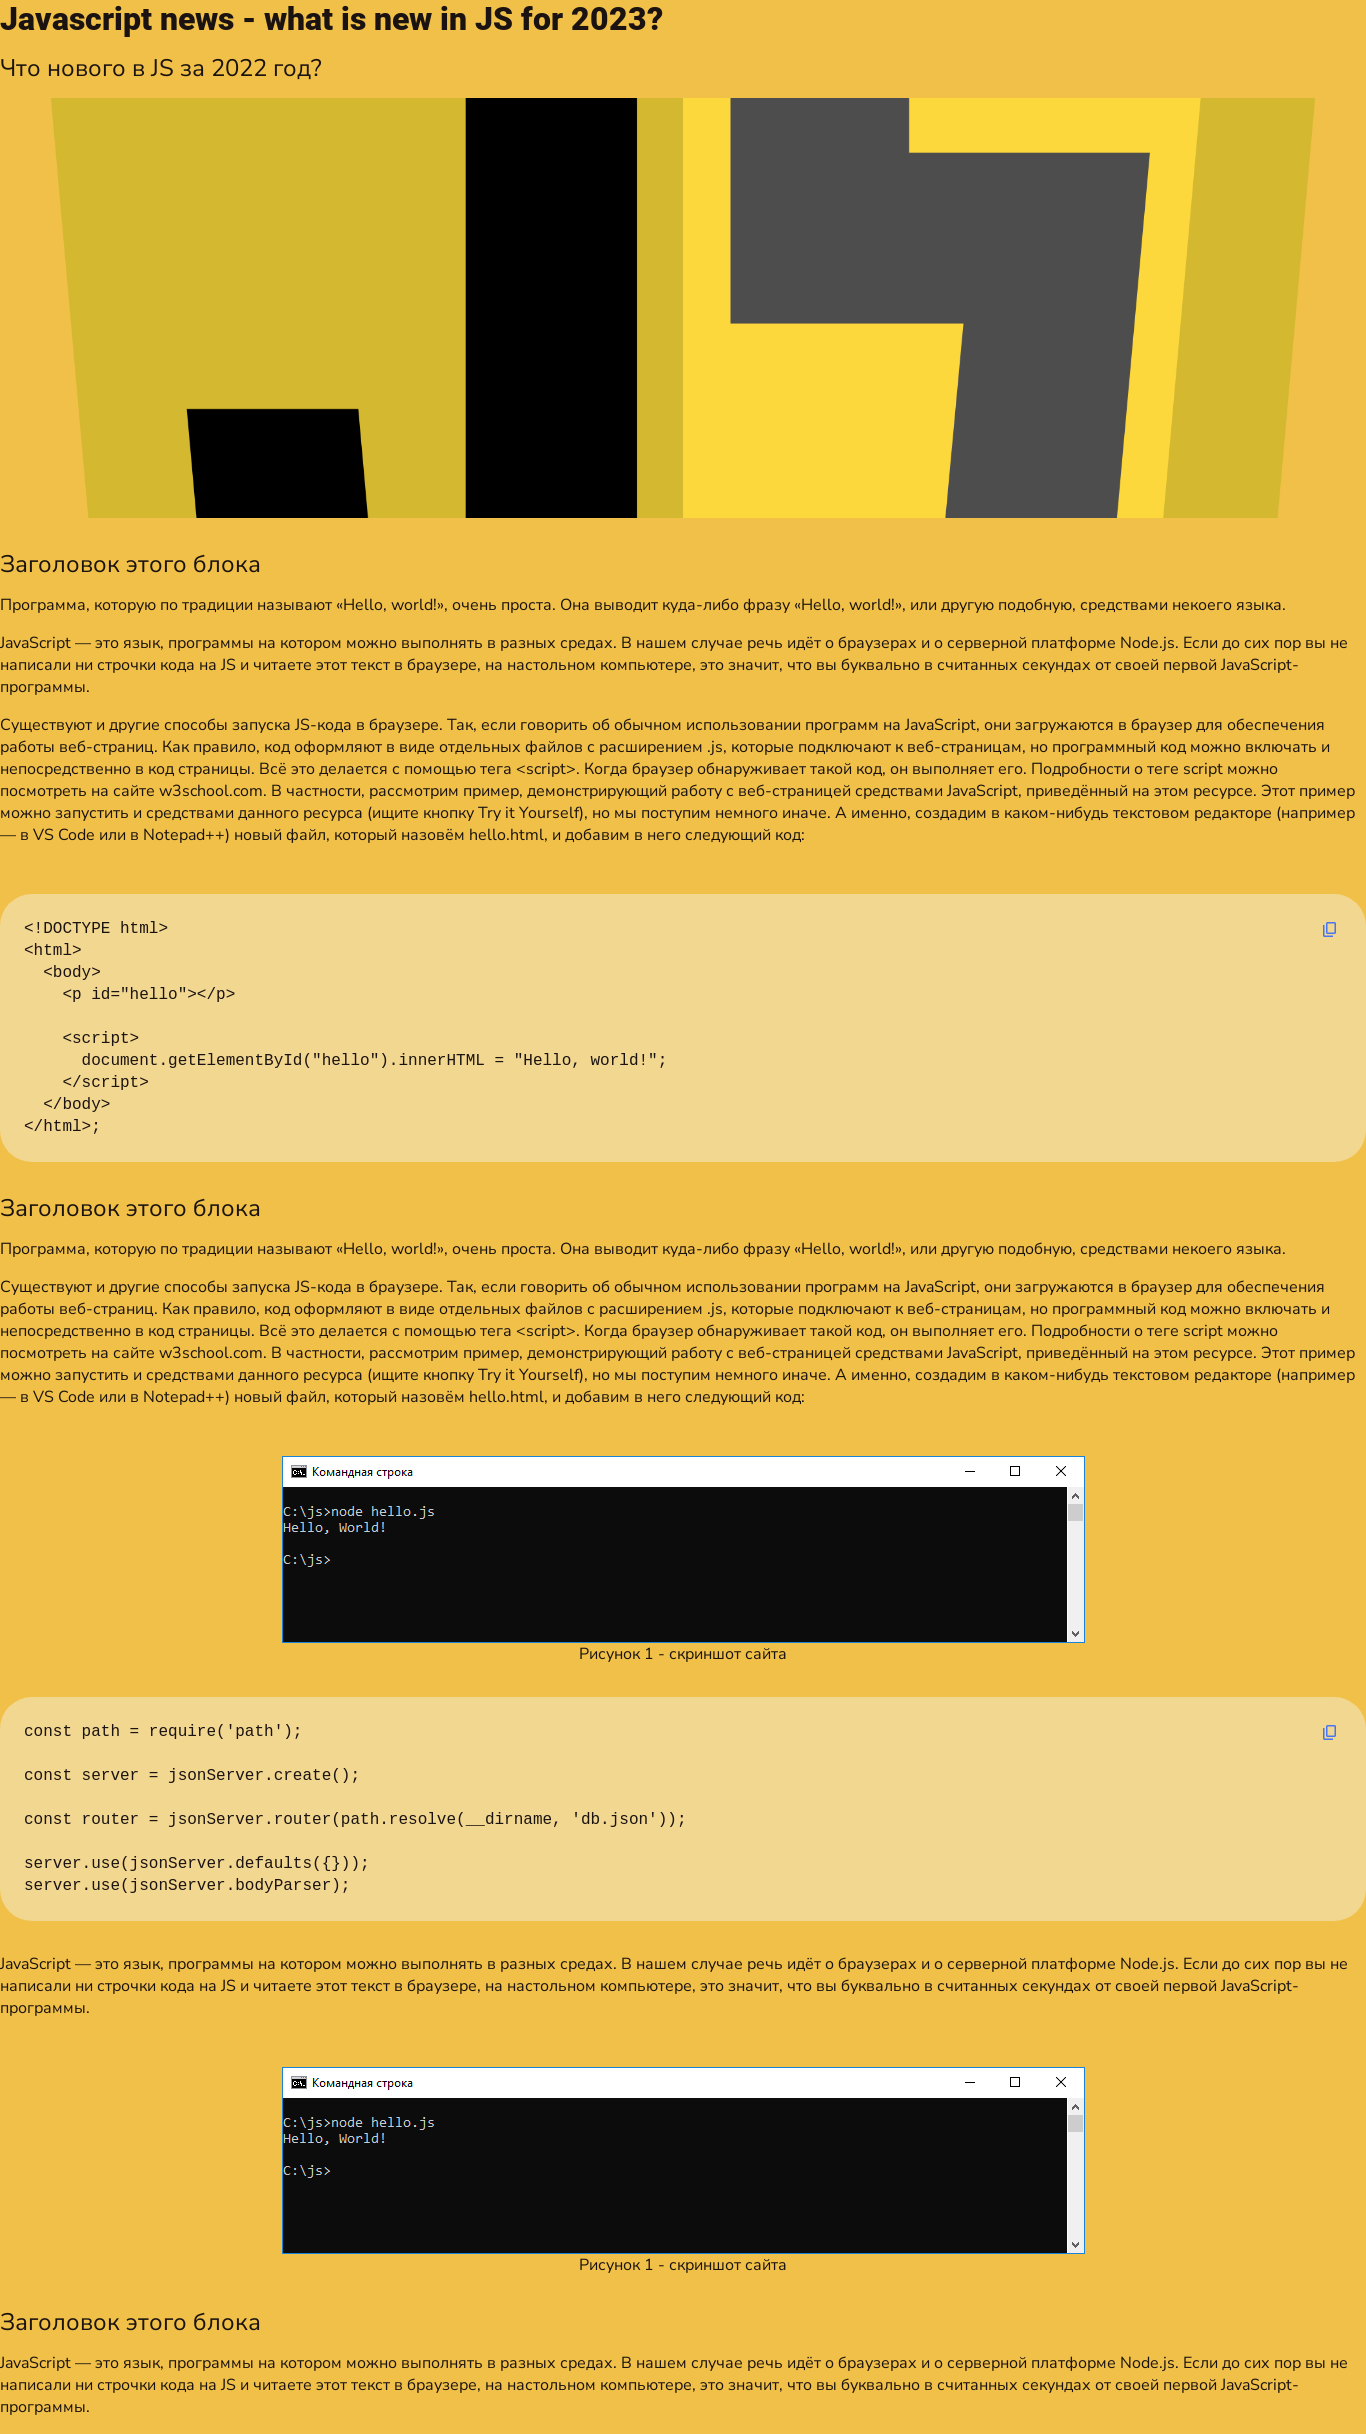 Javascript news - what is new in JS for 2023?
Что нового в JS за 2022 год?
JS
Заголовок этого блока
Программа, которую по традиции называют «Hello, world!», очень проста. Она выводит куда-либо фразу «Hello, world!», или другую подобную, средствами некоего языка.
JavaScript — это язык, программы на котором можно выполнять в разных средах. В нашем случае речь идёт о браузерах и о серверной платформе Node.js. Если до сих пор вы не
написали ни строчки кода на JS и читаете этот текст в браузере, на настольном компьютере, это значит, что вы буквально в считанных секундах от своей первой JavaScript-
программы.
Существуют и другие способы запуска JS-кода в браузере. Так, если говорить об обычном использовании программ на JavaScript, они загружаются в браузер для обеспечения
работы веб-страниц. Как правило, код оформляют в виде отдельных файлов с расширением .js, которые подключают к веб-страницам, но программный код можно включать и
непосредственно в код страницы. Всё это делается с помощью тега <script>. Когда браузер обнаруживает такой код, он выполняет его. Подробности о теге script можно
посмотреть на сайте w3school.com. В частности, рассмотрим пример, демонстрирующий работу с веб-страницей средствами JavaScript, приведённый на этом ресурсе. Этот пример
можно запустить и средствами данного ресурса (ищите кнопку Try it Yourself), но мы поступим немного иначе. А именно, создадим в каком-нибудь текстовом редакторе (например
— в VS Code или в Notepad++) новый файл, который назовём hello.html, и добавим в него следующий код:
<!DOCTYPE html>
<html>
  <body>
    <p id="hello"></p>
    <script>
      document.getElementById("hello").innerHTML = "Hello, world!";
    </script>
  </body>
</html>;
Заголовок этого блока
Программа, которую по традиции называют «Hello, world!», очень проста. Она выводит куда-либо фразу «Hello, world!», или другую подобную, средствами некоего языка.
Существуют и другие способы запуска JS-кода в браузере. Так, если говорить об обычном использовании программ на JavaScript, они загружаются в браузер для обеспечения
работы веб-страниц. Как правило, код оформляют в виде отдельных файлов с расширением .js, которые подключают к веб-страницам, но программный код можно включать и
непосредственно в код страницы. Всё это делается с помощью тега <script>. Когда браузер обнаруживает такой код, он выполняет его. Подробности о теге script можно
посмотреть на сайте w3school.com. В частности, рассмотрим пример, демонстрирующий работу с веб-страницей средствами JavaScript, приведённый на этом ресурсе. Этот пример
можно запустить и средствами данного ресурса (ищите кнопку Try it Yourself), но мы поступим немного иначе. А именно, создадим в каком-нибудь текстовом редакторе (например
— в VS Code или в Notepad++) новый файл, который назовём hello.html, и добавим в него следующий код:
Командная строка
C:\js>node hello.js
Hello, World!
C:\js>
Рисунок 1 - скриншот сайта
const path = require('path');
const server = jsonServer.create();
const router = jsonServer.router(path.resolve(__dirname, 'db.json'));
server.use(jsonServer.defaults({}));
server.use(jsonServer.bodyParser);
JavaScript — это язык, программы на котором можно выполнять в разных средах. В нашем случае речь идёт о браузерах и о серверной платформе Node.js. Если до сих пор вы не
написали ни строчки кода на JS и читаете этот текст в браузере, на настольном компьютере, это значит, что вы буквально в считанных секундах от своей первой JavaScript-
программы.
Командная строка
C:\js>node hello.js
Hello, World!
C:\js>
Рисунок 1 - скриншот сайта
Заголовок этого блока
JavaScript — это язык, программы на котором можно выполнять в разных средах. В нашем случае речь идёт о браузерах и о серверной платформе Node.js. Если до сих пор вы не
написали ни строчки кода на JS и читаете этот текст в браузере, на настольном компьютере, это значит, что вы буквально в считанных секундах от своей первой JavaScript-
программы.